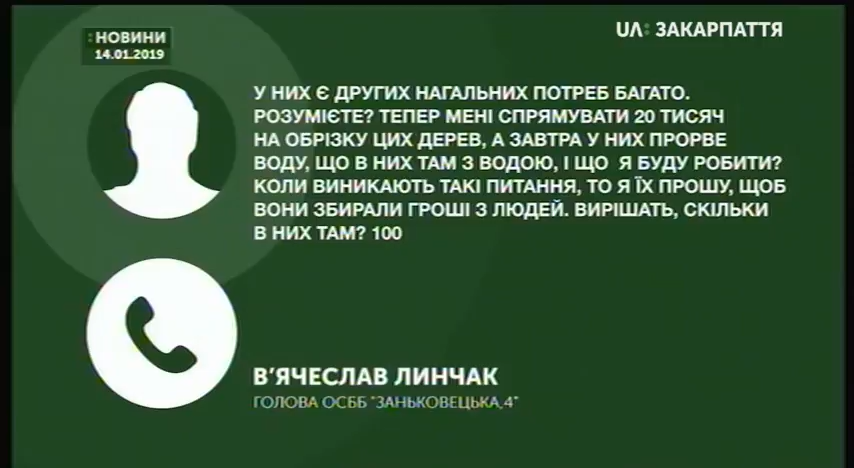 :НОВИНИ
14.01.2019
UA: ЗАКАРПАТТЯ
У НИХ Є ДРУГИХ НАГАЛЬНИХ ПОТРЕБ БАГАТО.
РОЗУМІЄТЕ? ТЕПЕР МЕНІ СПРЯМУВАТИ 20 ТИСЯЧ
НА ОБРІЗКУ ЦИХ ДЕРЕВ, А ЗАВТРА У НИХ ПРОРВЕ
ВОДУ, ЩО В НИХ ТАМ З ВОДОЮ, І ЩО Я БУДУ РОБИТИ?
КОЛИ ВИНИКАЮТЬ ТАКІ ПИТАННЯ, ТО Я ЇХ ПРОШУ, ЩОБ
ВОНИ ЗБИРАЛИ ГРОШІ З ЛЮДЕЙ. ВИРІШАТЬ, СКІЛЬКИ
В НИХ ТАМ? 100
В'ЯЧЕСЛАВ ЛИНЧАК
ГОЛОВА ОСББ "ЗАНЬКОВЕЦЬКА,4"